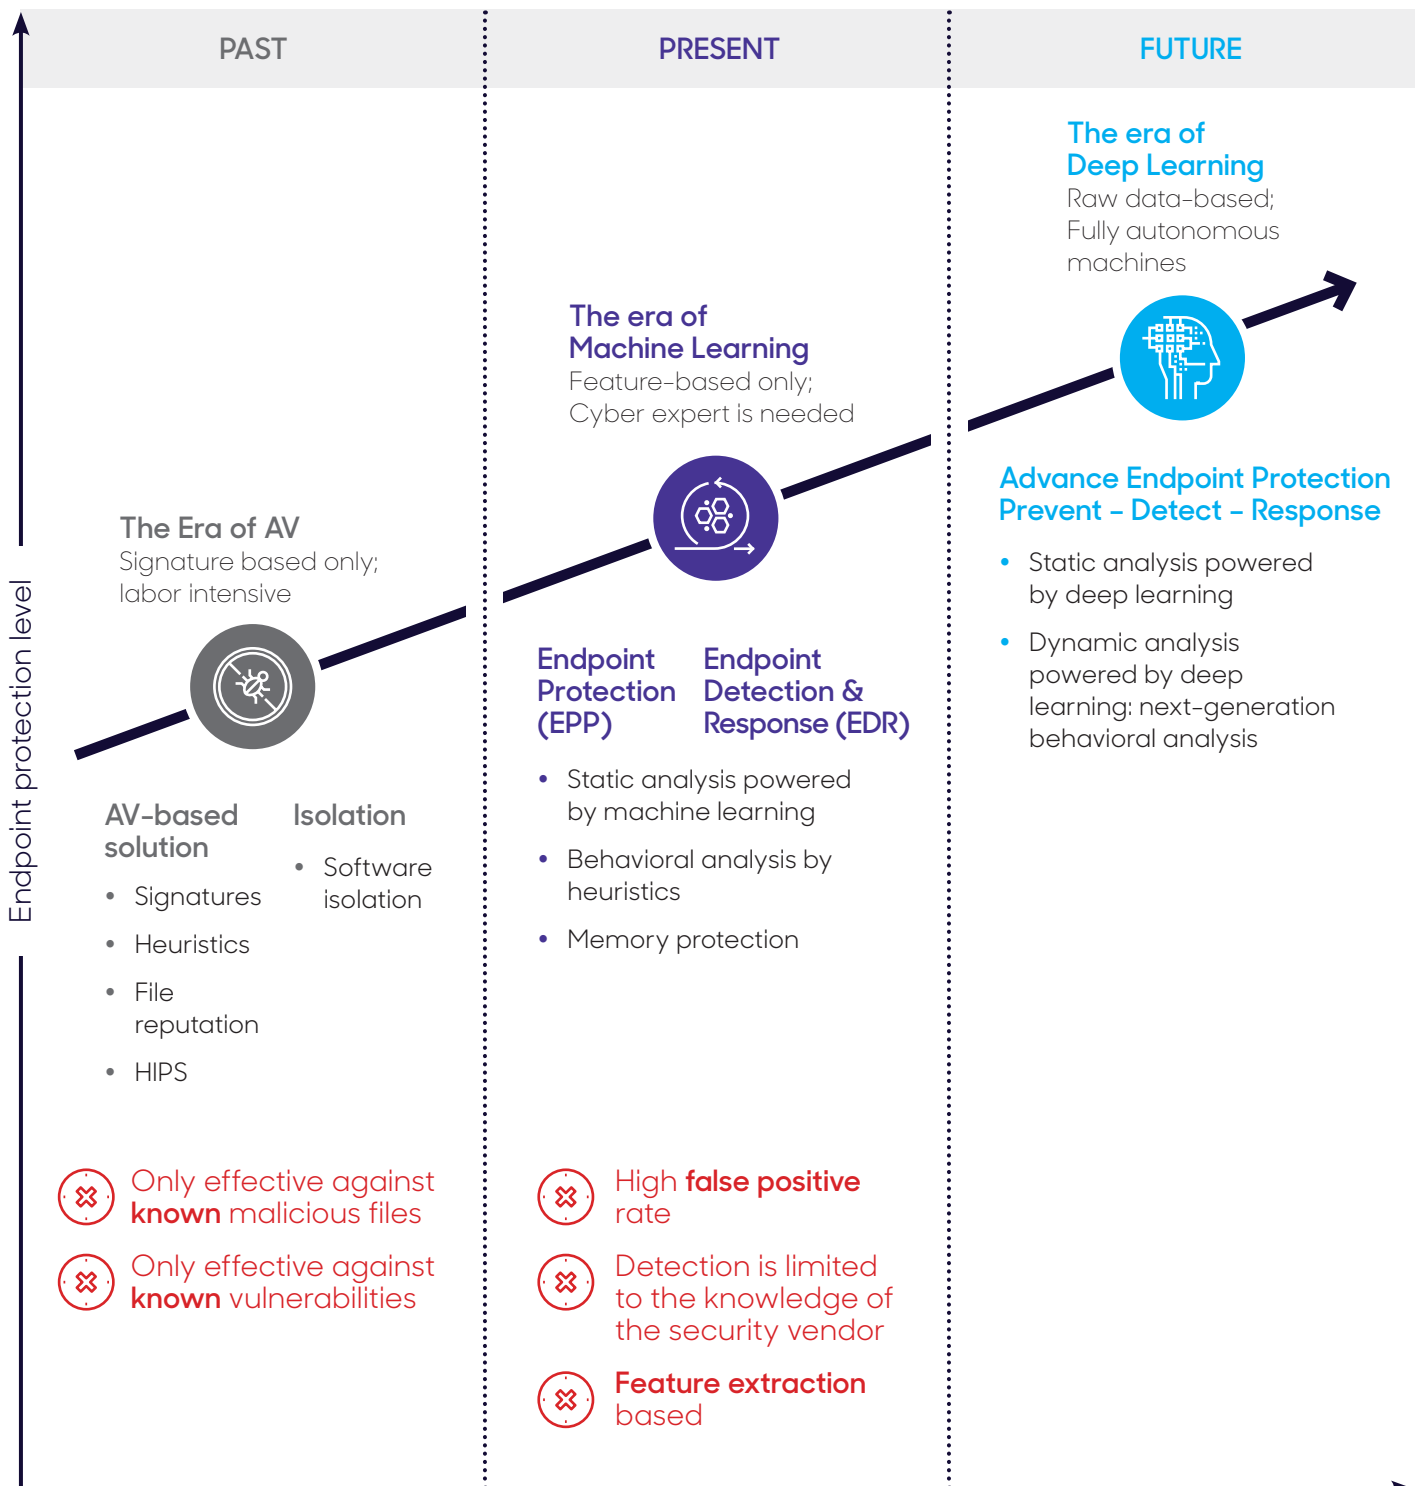 PAST
PRESENT
FUTURE
Endpoint protection level
The Era of AV
Signature based only;
labor intensive
AV-based
solution
Signatures
Heuristics
File
reputation
HIPS
Isolation
Software
isolation
Only effective against
known malicious files
Only effective against
known vulnerabilities
The era of
Machine Learning
Feature-based only;
Cyber expert is needed
Endpoint
Protection
(EPP)
Endpoint
Detection &
Response (EDR)
Static analysis powered
by machine learning
Behavioral analysis by
heuristics
Memory protection
High false positive
rate
Detection is limited
to the knowledge of
the security vendor
Feature extraction
based
The era of
Deep Learning
Raw data-based;
Fully autonomous
machines
Advance Endpoint Protection
Prevent – Detect – Response
Static analysis powered
by deep learning
Dynamic analysis
powered by deep
learning: next-generation
behavioral analysis